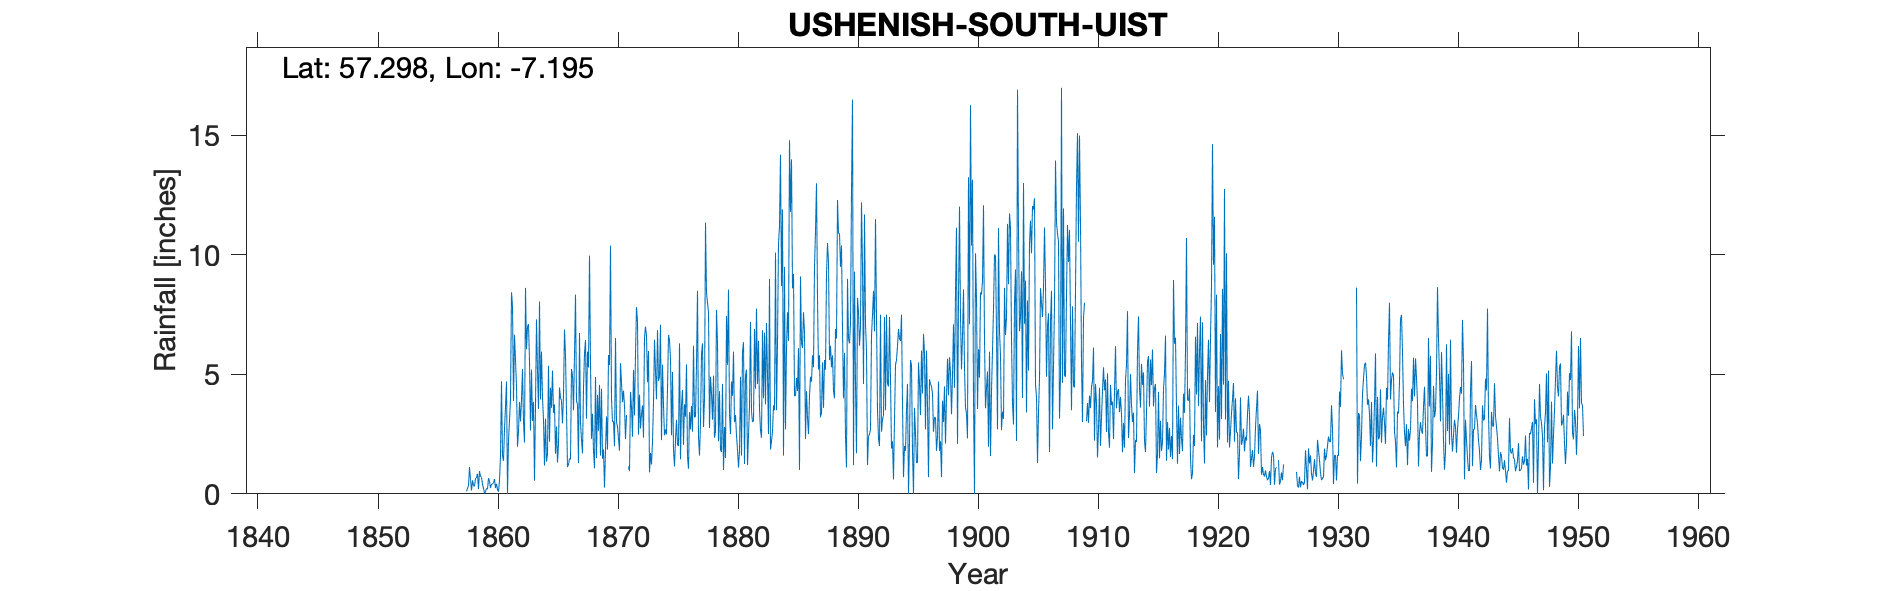 USHENISH-SOUTH-UIST
Lat: 57.298, Lon: -7.195
Rainfall [inches]
15
10
5
0
1840 1850 1860 1870 1880 1890 1900 1910 1920 1930 1940 1950 1960
Year